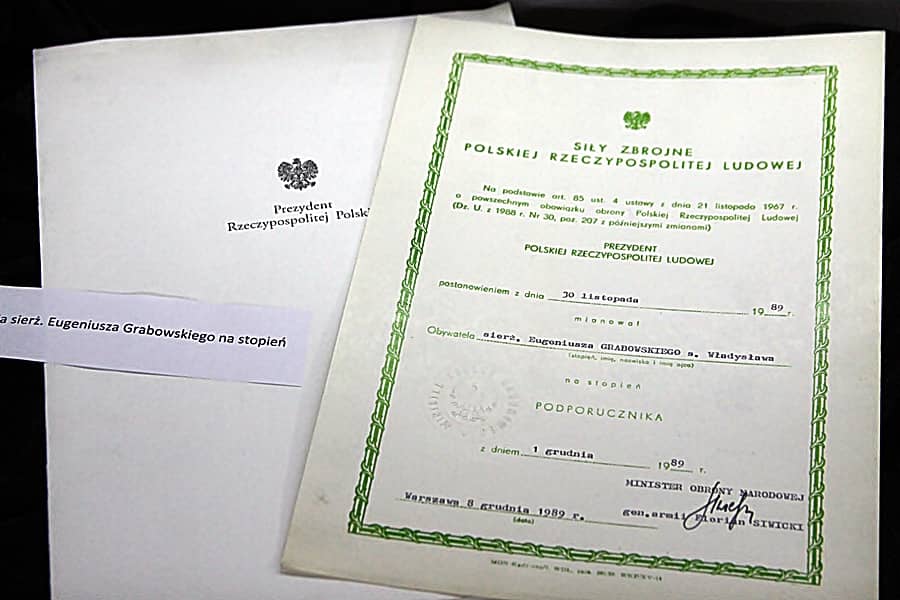 Prezydent
Rzeczypospolitej
a sierż. Eugeniusza Grabowskiego na stopień
SIŁY ZBROJNE
POLSKIEJ RZECZYPOSPOLITEJ LUDOWEJ
Na podstawie art. 85 ust. 4 ustawy z dnia 21 listopada 1967 r.
o powszechnym obowiązku obrony Polskiej Rzeczypospolitej Ludowej
(Dz. U. z 1988 r. Nr 30, poz. 207 z późniejszymi zmianami)
PREZYDENT
POLSKIEJ RZECZYPOSPOLITEJ LUDOWEJ
postanowieniem z dnia 30 listopada 1989 r.
mianował
Obywatela sierż. Eugeniusza GRABOWSKIEGO s. Władysława
(stopień, imię, nazwisko i imię ojca)
na stopień
PODPORUCZNIKA
z dniem 1 grudnia 1989 r.
MINISTER OBRONY NARODOWEJ
Warszawa 8 grudnia 1989 r.
(data)
gen.armii Florian SIWICKI